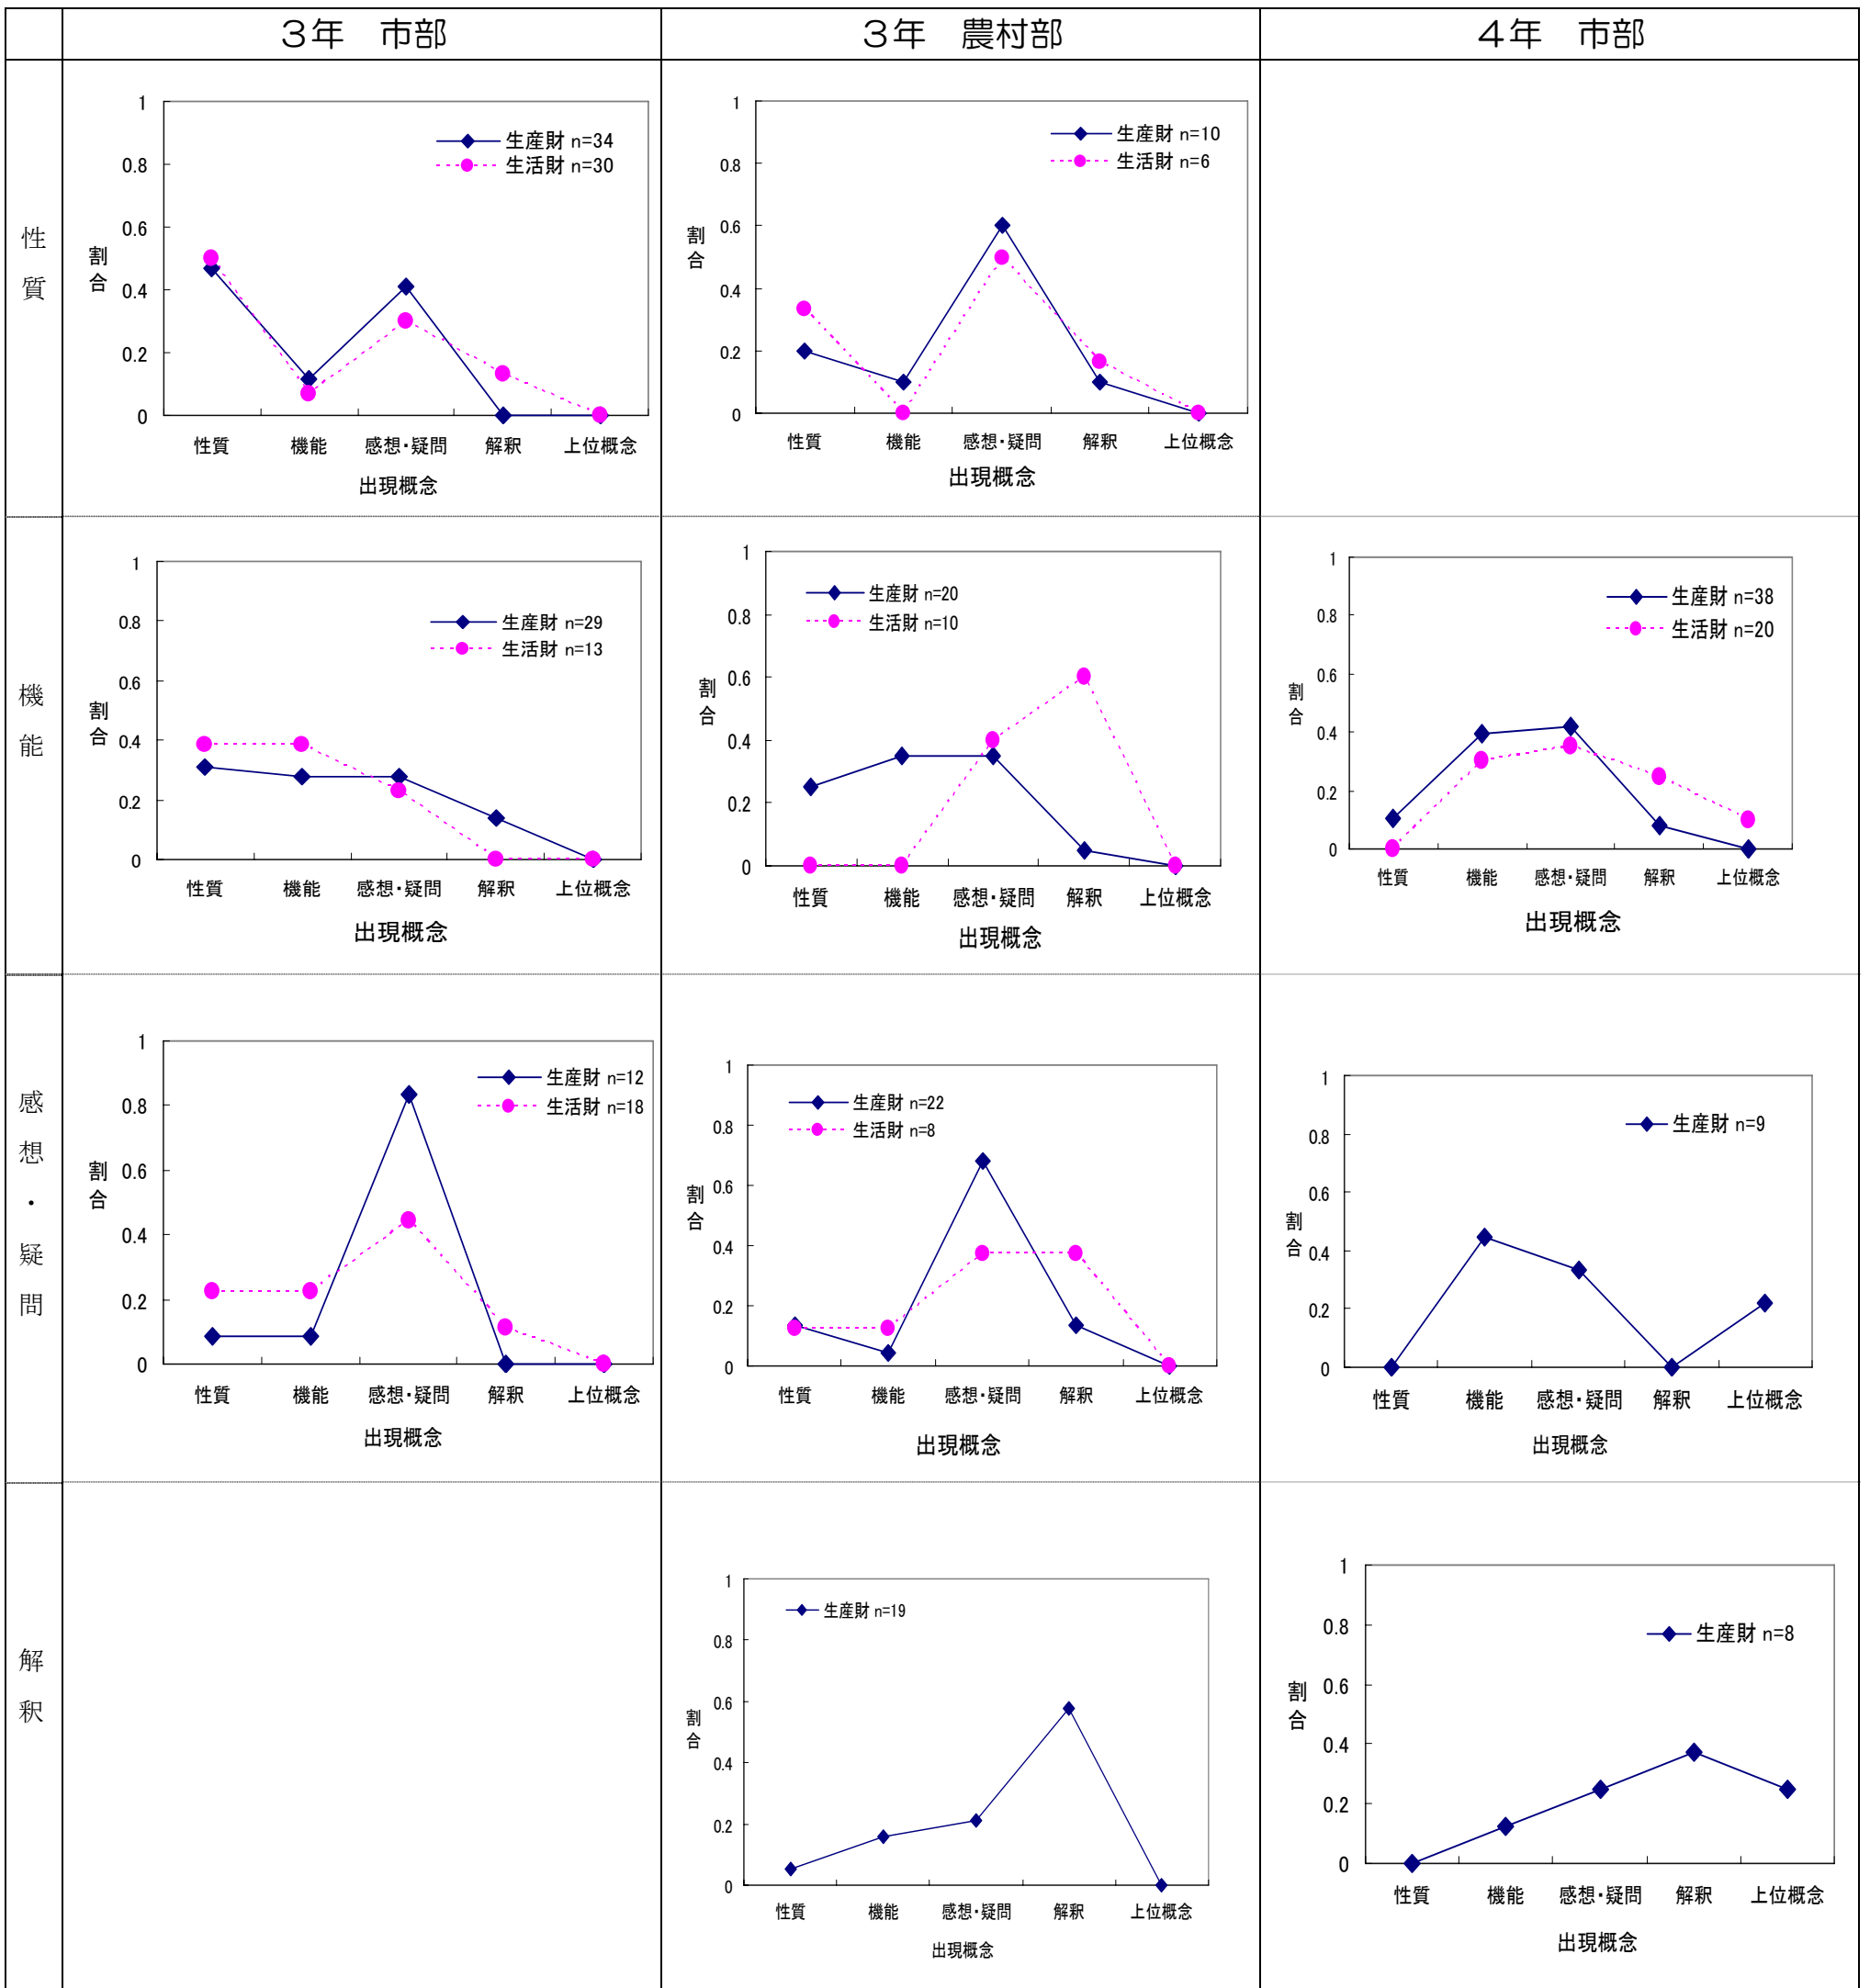 ３年　市部
３年　農村部
４年　市部
性質
1
0.8
0.6
0.4
0.2
0
割合
生産財 n=34
生活財 n=30
性質 機能 感想・疑問 解釈 上位概念
出現概念
1
0.8
0.6
0.4
0.2
0
割合
生産財 n=10
生活財 n=6
性質 機能 感想・疑問 解釈 上位概念
出現概念
機能
1
0.8
0.6
0.4
0.2
0
割合
生産財 n=29
生活財 n=13
性質 機能 感想・疑問 解釈 上位概念
出現概念
1
0.8
0.6
0.4
0.2
0
割合
生産財 n=20
生活財 n=10
性質 機能 感想・疑問 解釈 上位概念
出現概念
1
0.8
0.6
0.4
0.2
0
割合
生産財 n=38
生活財 n=20
性質 機能 感想・疑問 解釈 上位概念
出現概念
感想・疑問
1
0.8
0.6
0.4
0.2
0
割合
生産財 n=12
生活財 n=18
性質 機能 感想・疑問 解釈 上位概念
出現概念
1
0.8
0.6
0.4
0.2
0
割合
生産財 n=22
生活財 n=8
性質 機能 感想・疑問 解釈 上位概念
出現概念
1
0.8
0.6
0.4
0.2
0
割合
生産財 n=9
性質 機能 感想・疑問 解釈 上位概念
出現概念
解釈
1
0.8
0.6
0.4
0.2
0
割合
生産財 n=19
性質 機能 感想・疑問 解釈 上位概念
出現概念
1
0.8
0.6
0.4
0.2
0
割合
生産財 n=8
性質 機能 感想・疑問 解釈 上位概念
出現概念